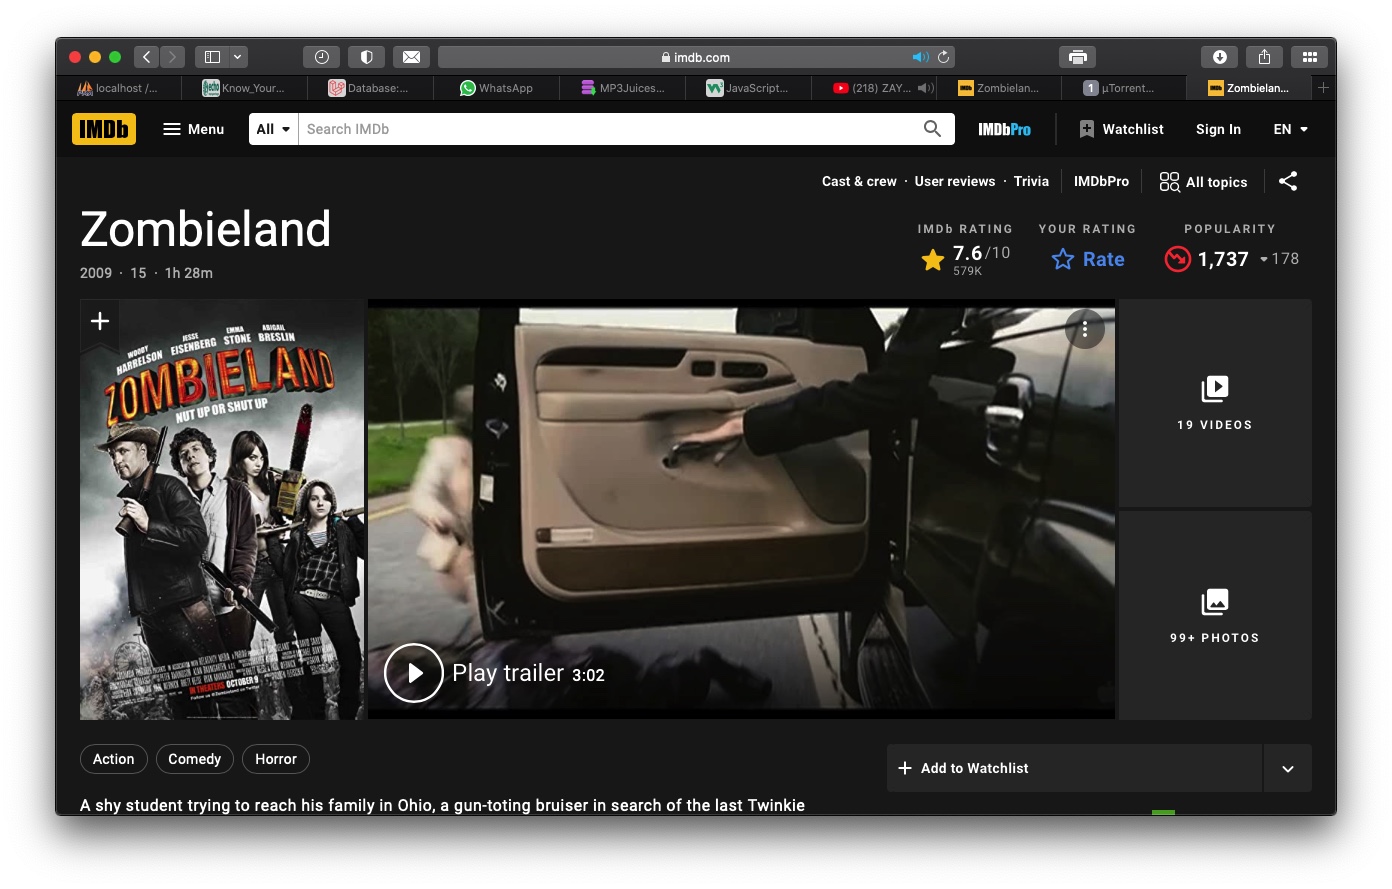 imdb.com
localhost /...
Know_Your...
Database:...
WhatsApp
MP3Juices...
JavaScript...
(218) ZAY...
Zombielan...
1 µTorrent...
Zombielan...
IMDb
Menu
All
Search IMDb
IMDbPro
Watchlist
Sign In
EN
Cast & crew · User reviews · Trivia
IMDbPro
All topics
Zombieland
2009 · 15 · 1h 28m
IMDb RATING
7.6/10
579K
YOUR RATING
Rate
POPULARITY
1,737
178
WOODY HARRELSON
JESSE EISENBERG
EMMA STONE
ABIGAIL BRESLIN
ZOMBIELAND
NUT UP OR SHUT UP
IN THEATERS OCTOBER 9
Play trailer 3:02
19 VIDEOS
99+ PHOTOS
Action
Comedy
Horror
Add to Watchlist
A shy student trying to reach his family in Ohio, a gun-toting bruiser in search of the last Twinkie